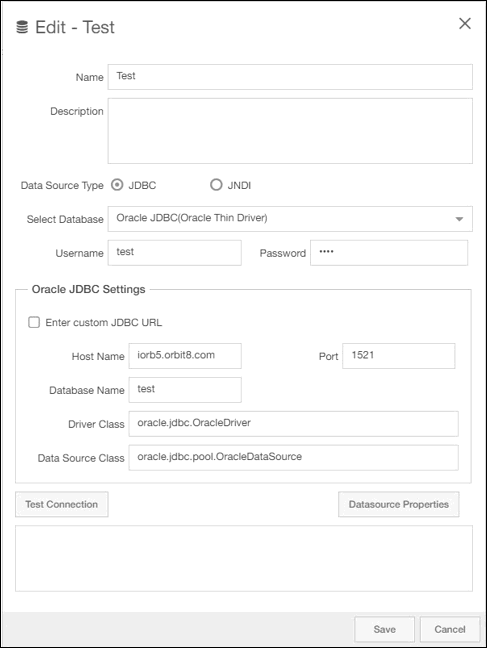 Edit - Test
Name Test
Description
Data Source Type JDBC JNDI
Select Database Oracle JDBC(Oracle Thin Driver)
Username test Password ••••
Oracle JDBC Settings
Enter custom JDBC URL
Host Name iorb5.orbit8.com Port 1521
Database Name test
Driver Class oracle.jdbc.OracleDriver
Data Source Class oracle.jdbc.pool.OracleDataSource
Test Connection Datasource Properties
Save Cancel